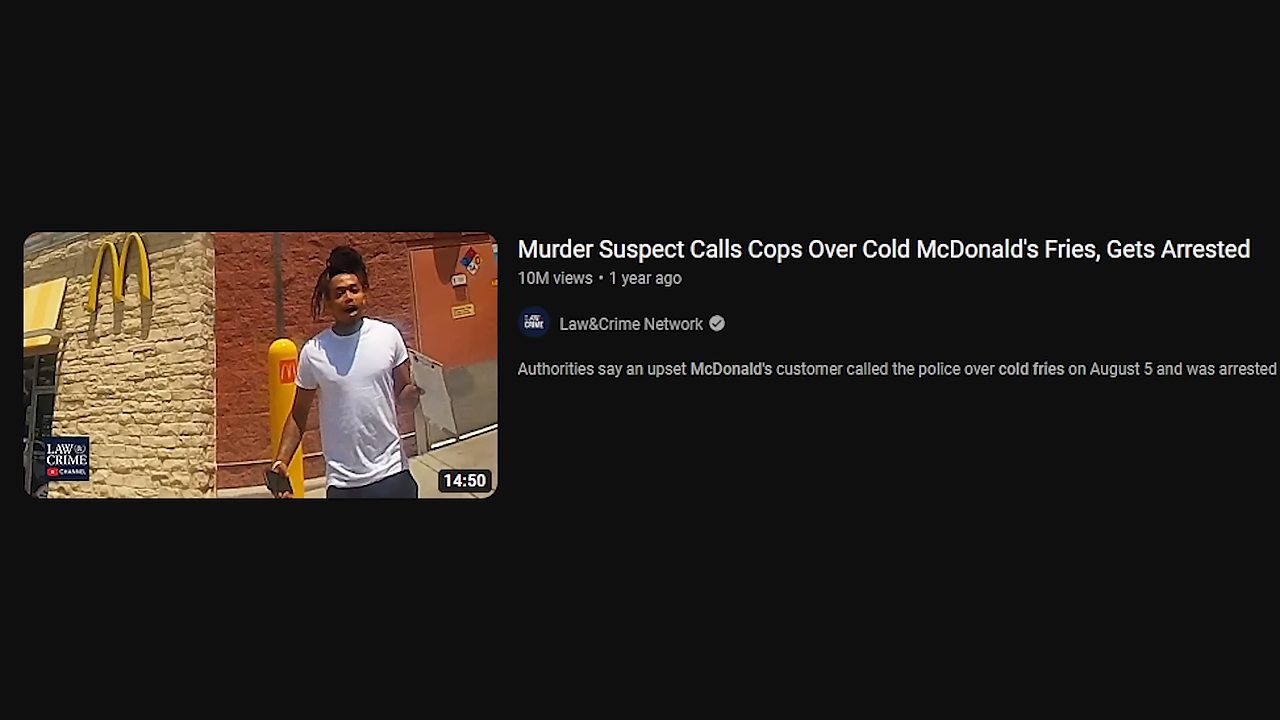 Murder Suspect Calls Cops Over Cold McDonald's Fries, Gets Arrested
10M views • 1 year ago
LAW&CRIME
Law&Crime Network
Authorities say an upset McDonald's customer called the police over cold fries on August 5 and was arrested
LAW&
CRIME
CHANNEL
14:50